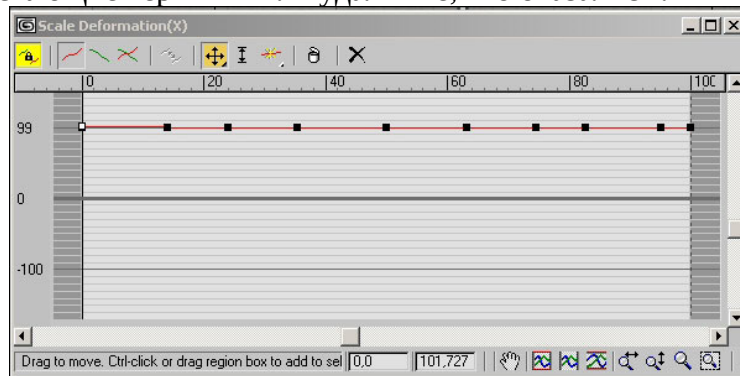 Scale Deformation(X)
0 20 40 60 80 100
99
0
-100
Drag to move. Ctrl-click or drag region box to add to sel 0,0 101,727